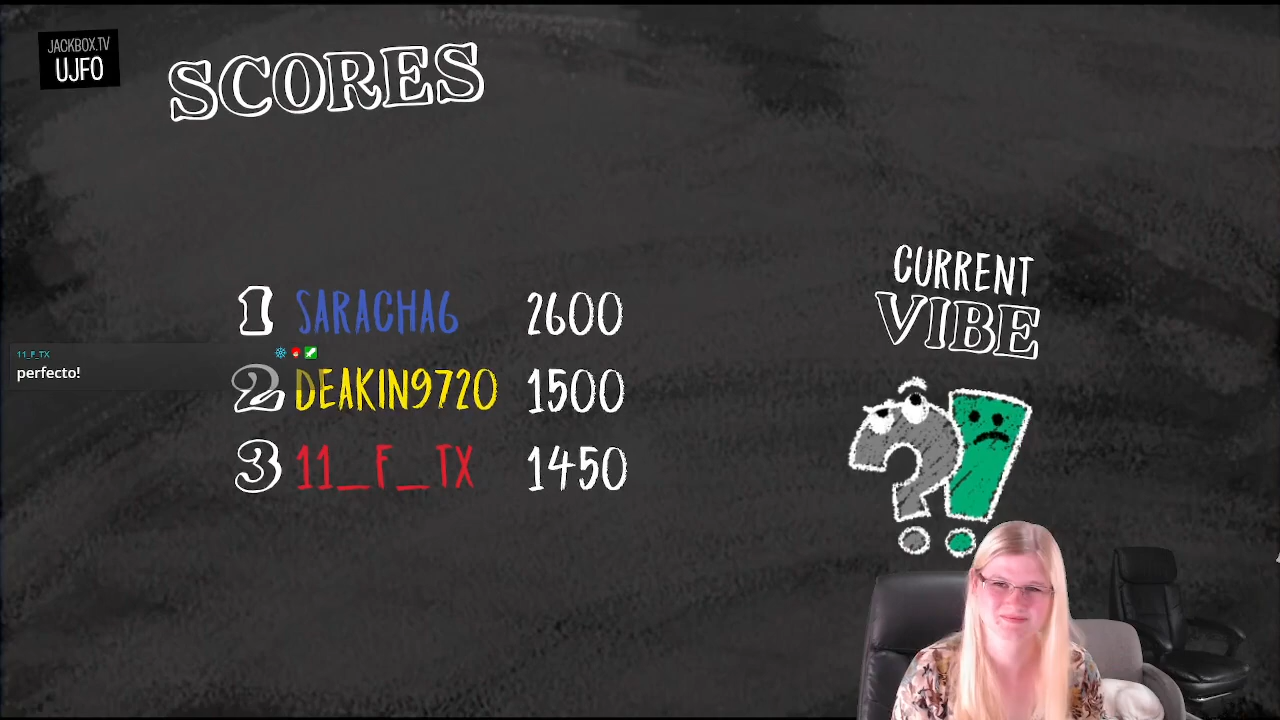 JACKBOX.TV
UJFO
SCORES
CURRENT
VIBE
1 SARACHA6 2600
11_F_TX
perfecto!
2 DEAKIN9720 1500
3 11_F_TX 1450